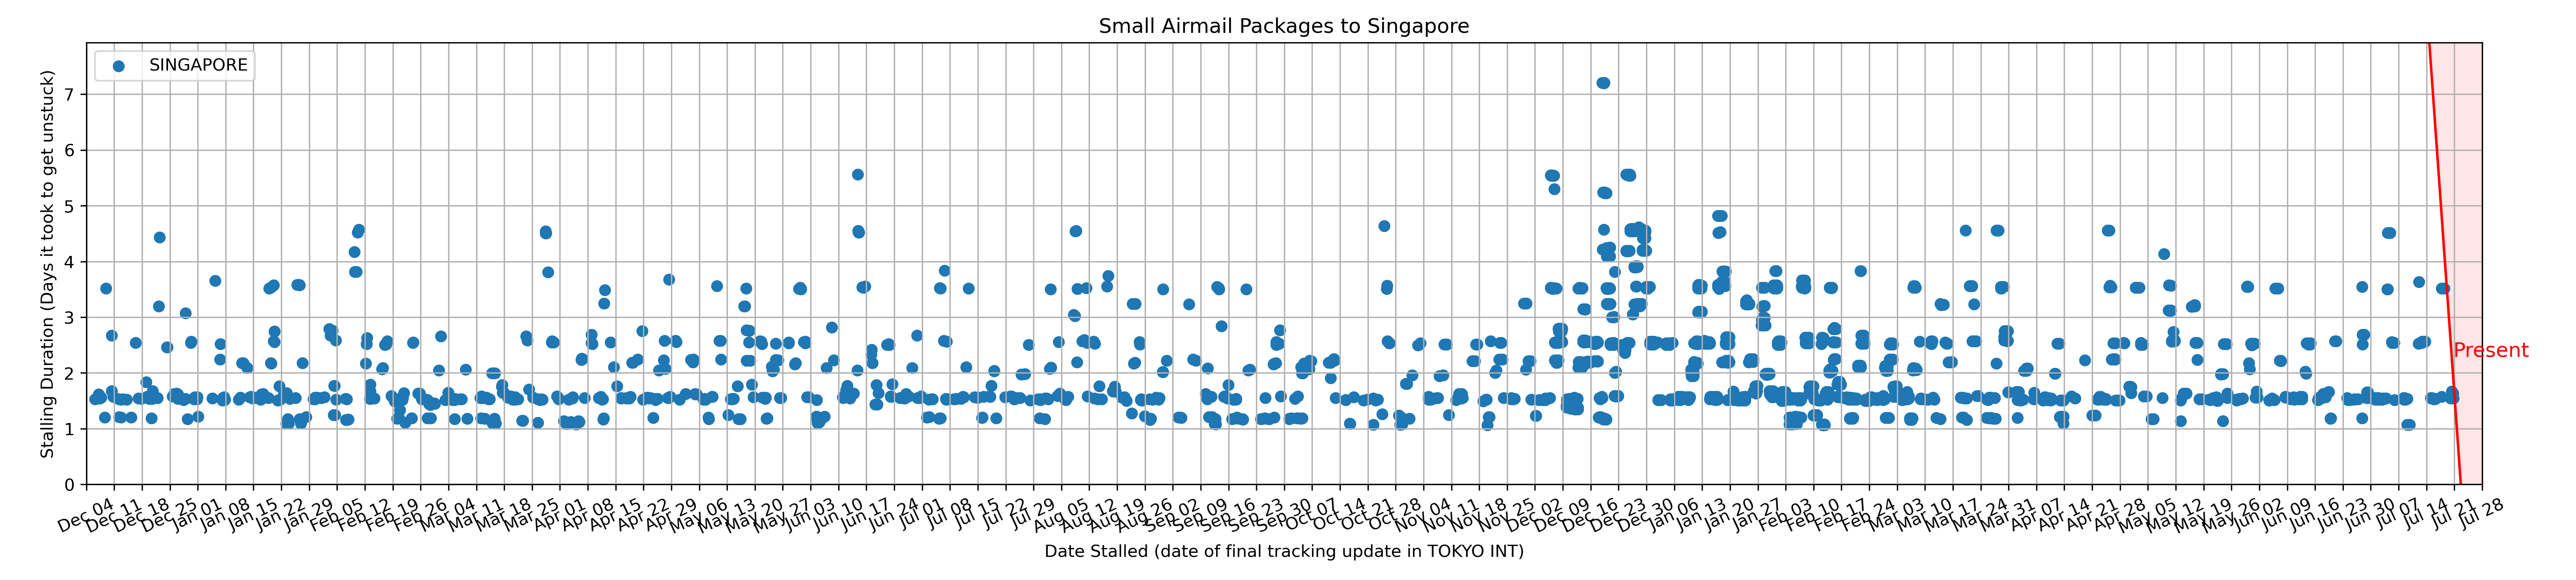 Small Airmail Packages to Singapore
SINGAPORE
Stalling Duration (Days it took to get unstuck)
7
6
5
4
3
2
1
0
Present
Dec 04
Dec 11
Dec 18
Dec 25
Jan 01
Jan 08
Jan 15
Jan 22
Jan 29
Feb 05
Feb 12
Feb 19
Feb 26
Mar 04
Mar 11
Mar 18
Mar 25
Apr 01
Apr 08
Apr 15
Apr 22
Apr 29
May 06
May 13
May 20
May 27
Jun 03
Jun 10
Jun 17
Jun 24
Jul 01
Jul 08
Jul 15
Jul 22
Jul 29
Aug 05
Aug 12
Aug 19
Aug 26
Sep 02
Sep 09
Sep 16
Sep 23
Sep 30
Oct 07
Oct 14
Oct 21
Oct 28
Nov 04
Nov 11
Nov 18
Nov 25
Dec 02
Dec 09
Dec 16
Dec 23
Dec 30
Jan 06
Jan 13
Jan 20
Jan 27
Feb 03
Feb 10
Feb 17
Feb 24
Mar 03
Mar 10
Mar 17
Mar 24
Mar 31
Apr 07
Apr 14
Apr 21
Apr 28
May 05
May 12
May 19
May 26
Jun 02
Jun 09
Jun 16
Jun 23
Jun 30
Jul 07
Jul 14
Jul 21
Jul 28
Date Stalled (date of final tracking update in TOKYO INT)